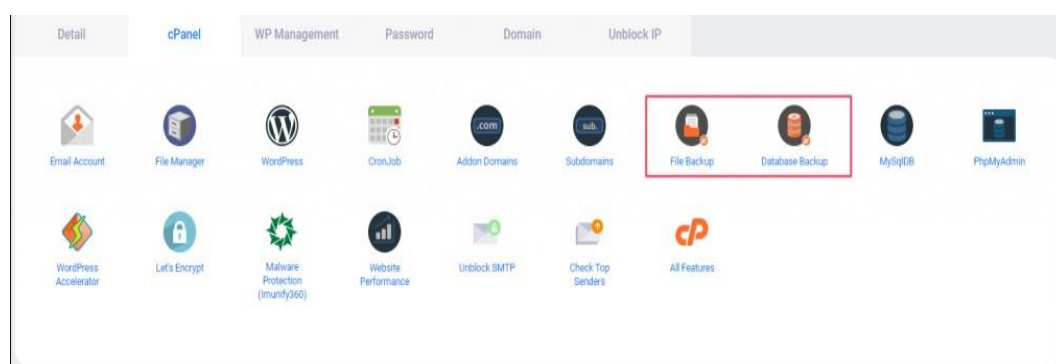 Detail cPanel WP Management Password Domain Unblock IP
.com sub.
Email Account File Manager WordPress CronJob Addon Domains Subdomains File Backup Database Backup MySqlDB PhpMyAdmin
WordPress Accelerator Let's Encrypt Malware Protection (Imunify360) Website Performance Unblock SMTP Check Top Senders All Features